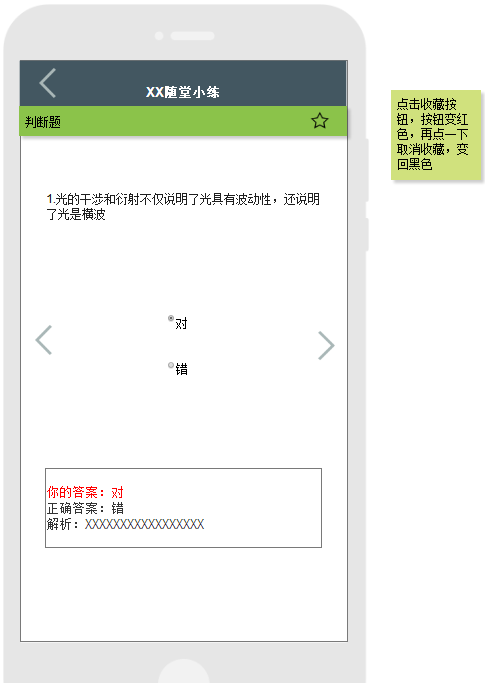 XX随堂小练
判断题
1.光的干涉和衍射不仅说明了光具有波动性，还说明
了光是横波
对
错
你的答案：对
正确答案：错
解析：XXXXXXXXXXXXXXXXX
点击收藏按
钮，按钮变红
色，再点一下
取消收藏，变
回黑色